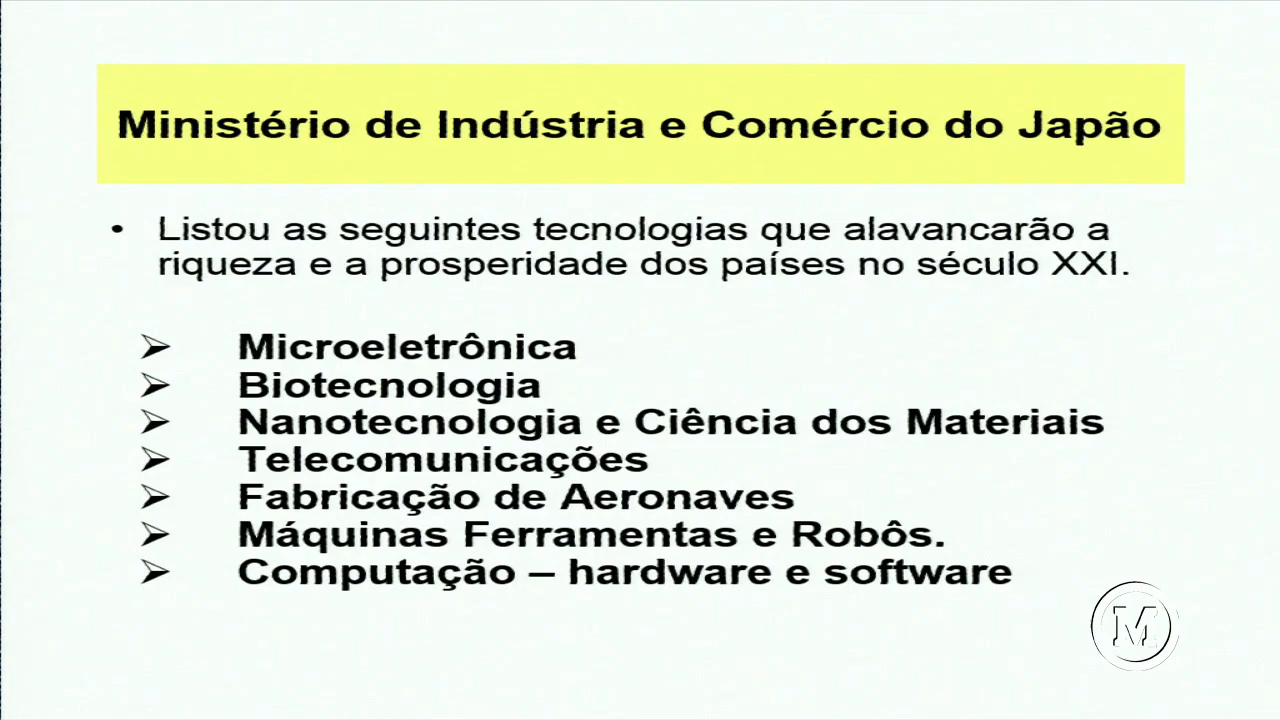 Ministério de Indústria e Comércio do Japão
• Listou as seguintes tecnologias que alavancarão a
riqueza e a prosperidade dos países no século XXI.
➢ Microeletrônica
➢ Biotecnologia
➢ Nanotecnologia e Ciência dos Materiais
➢ Telecomunicações
➢ Fabricação de Aeronaves
➢ Máquinas Ferramentas e Robôs.
➢ Computação – hardware e software
M